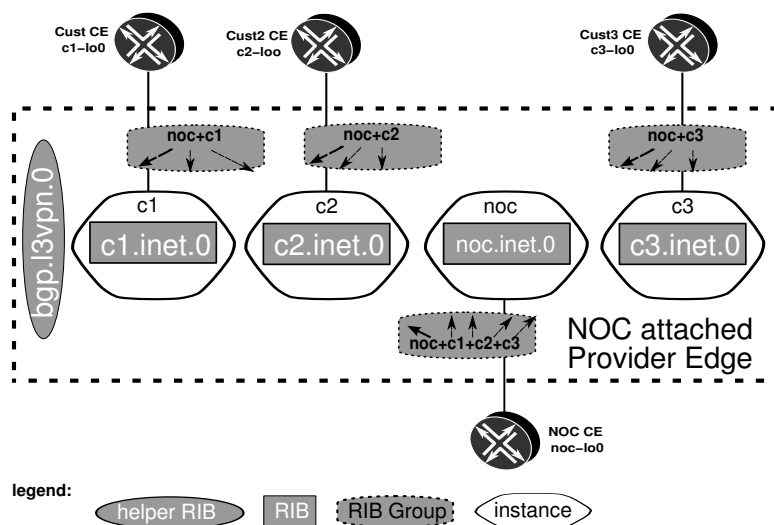 Cust CE
c1-lo0
Cust2 CE
c2-loo
Cust3 CE
c3-lo0
noc+c1
noc+c2
noc+c3
bgp.l3vpn.0
c1
c2
noc
c3
c1.inet.0
c2.inet.0
noc.inet.0
c3.inet.0
noc+c1+c2+c3
NOC attached
Provider Edge
NOC CE
noc-lo0
legend:
helper RIB
RIB
RIB Group
instance